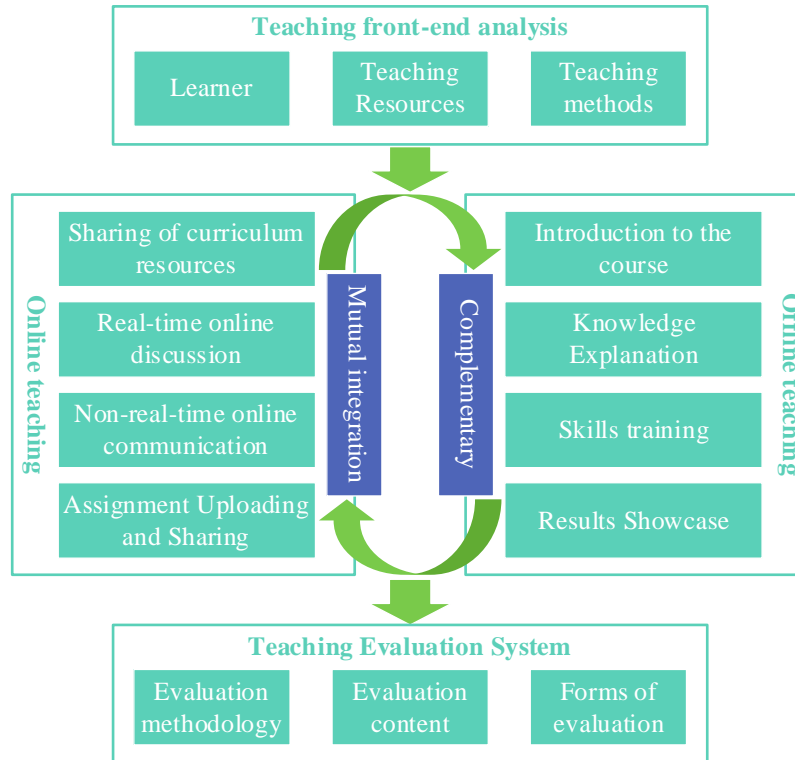 Teaching front-end analysis
Learner
Teaching
Resources
Teaching
methods
Online teaching
Sharing of curriculum
resources
Real-time online
discussion
Non-real-time online
communication
Assignment Uploading
and Sharing
Mutual integration
Complementary
Introduction to the
course
Knowledge
Explanation
Skills training
Results Showcase
Offline teaching
Teaching Evaluation System
Evaluation
methodology
Evaluation
content
Forms of
evaluation